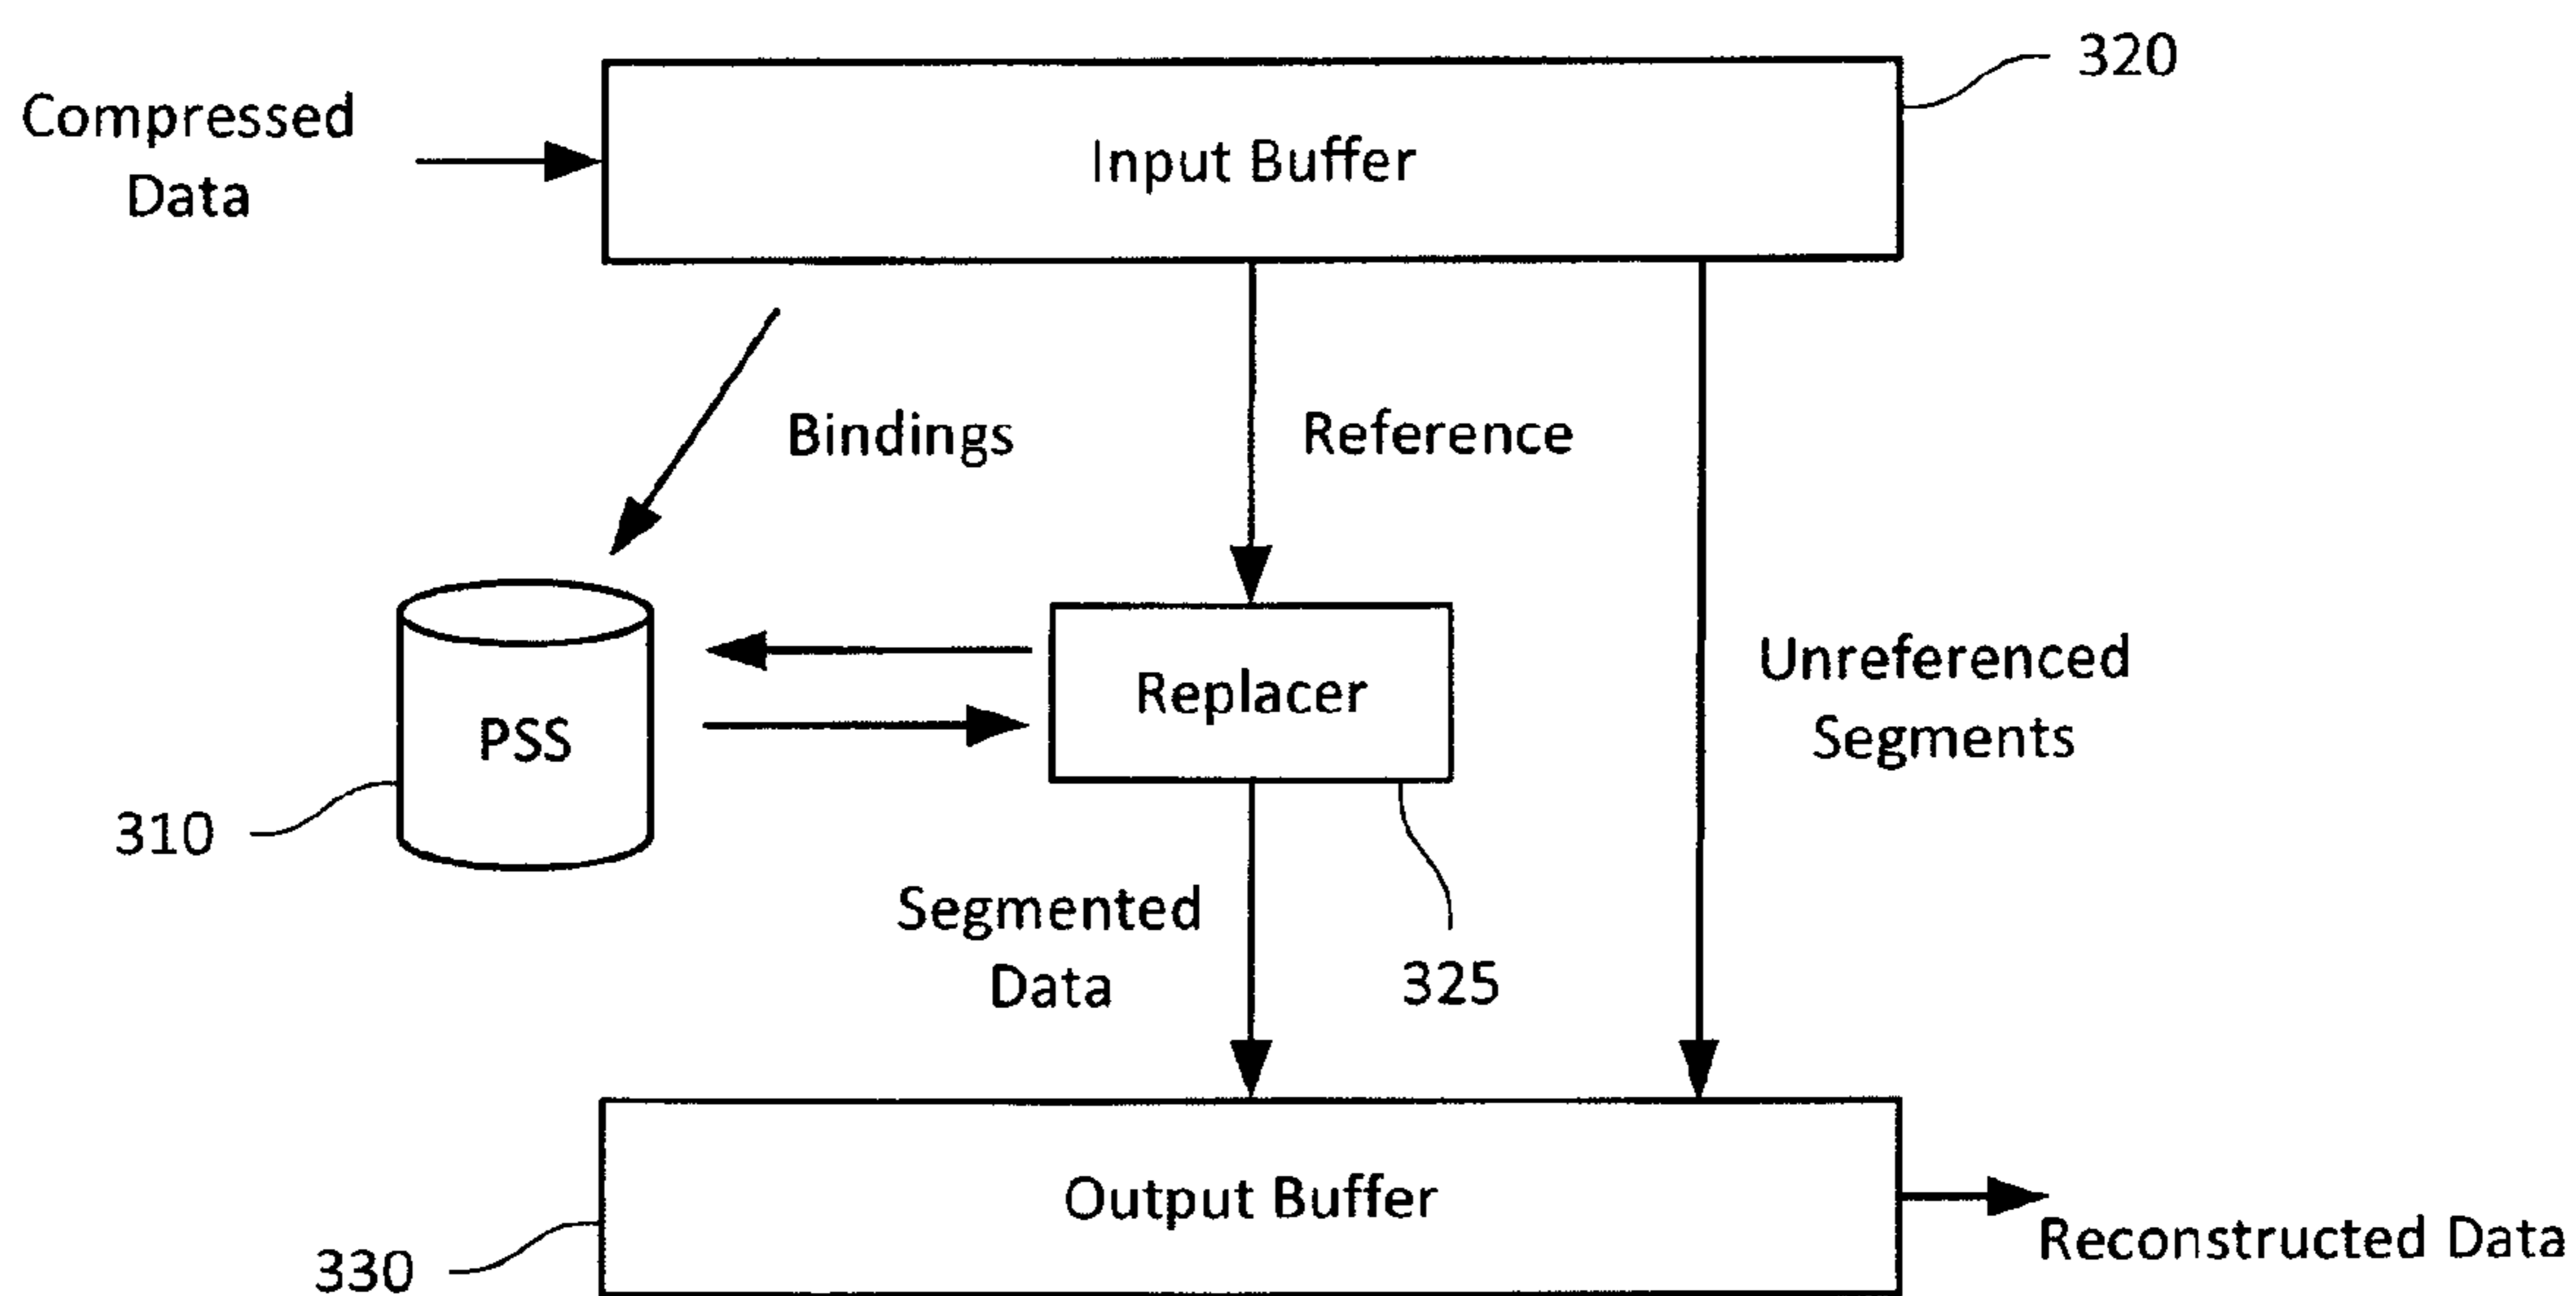 320
Compressed
Data
Input Buffer
Bindings
Reference
Unreferenced
Segments
Replacer
PSS
310
Segmented
Data
325
Output Buffer
330
Reconstructed Data